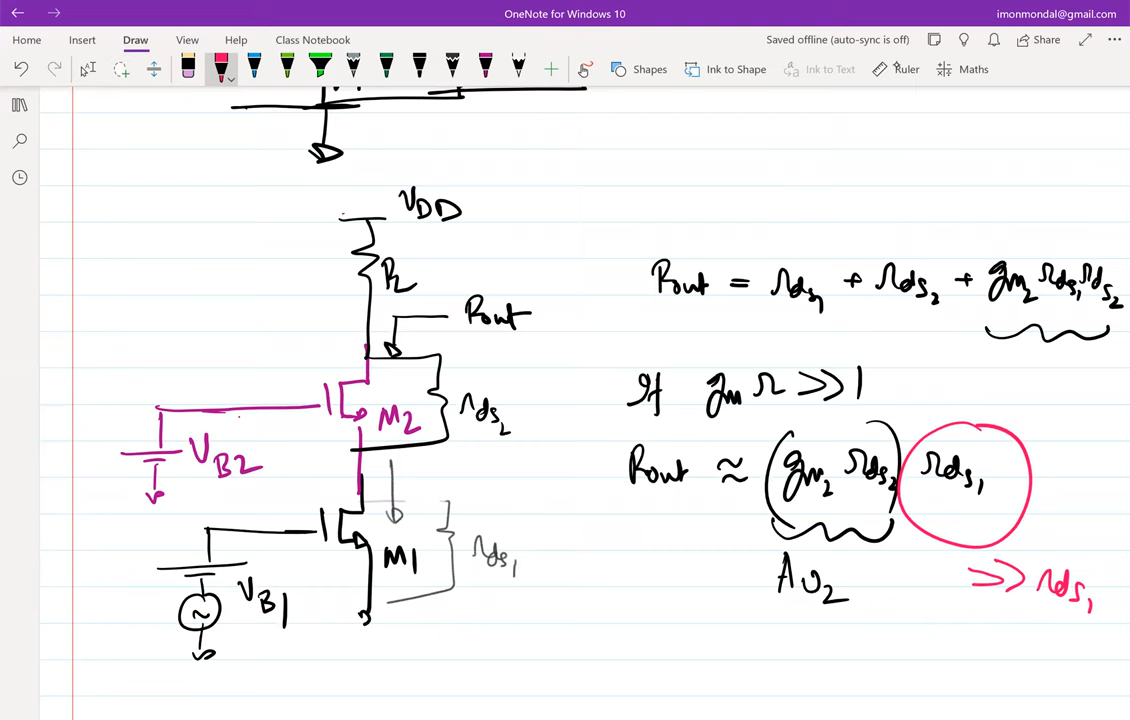 OneNote for Windows 10
imonmondal@gmail.com
Home Insert Draw View Help Class Notebook
Saved offline (auto-sync is off) Share
Shapes Ink to Shape Ink to Text Ruler Maths
VDD
RL
Rout
rds2
M2
VB2
M1
rds1
VB1
Rout = rds1 + rds2 + gm2 rds1 rds2
If gm r >> 1
Rout ≈ (gm2 rds2) rds1
Av2
>> rds1